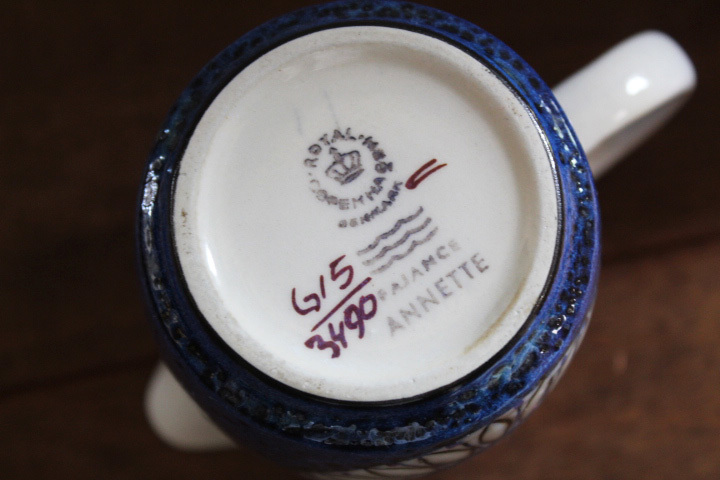 ROYAL COPENHAGEN
DENMARK
FAJANCE
ANNETTE
615
3490